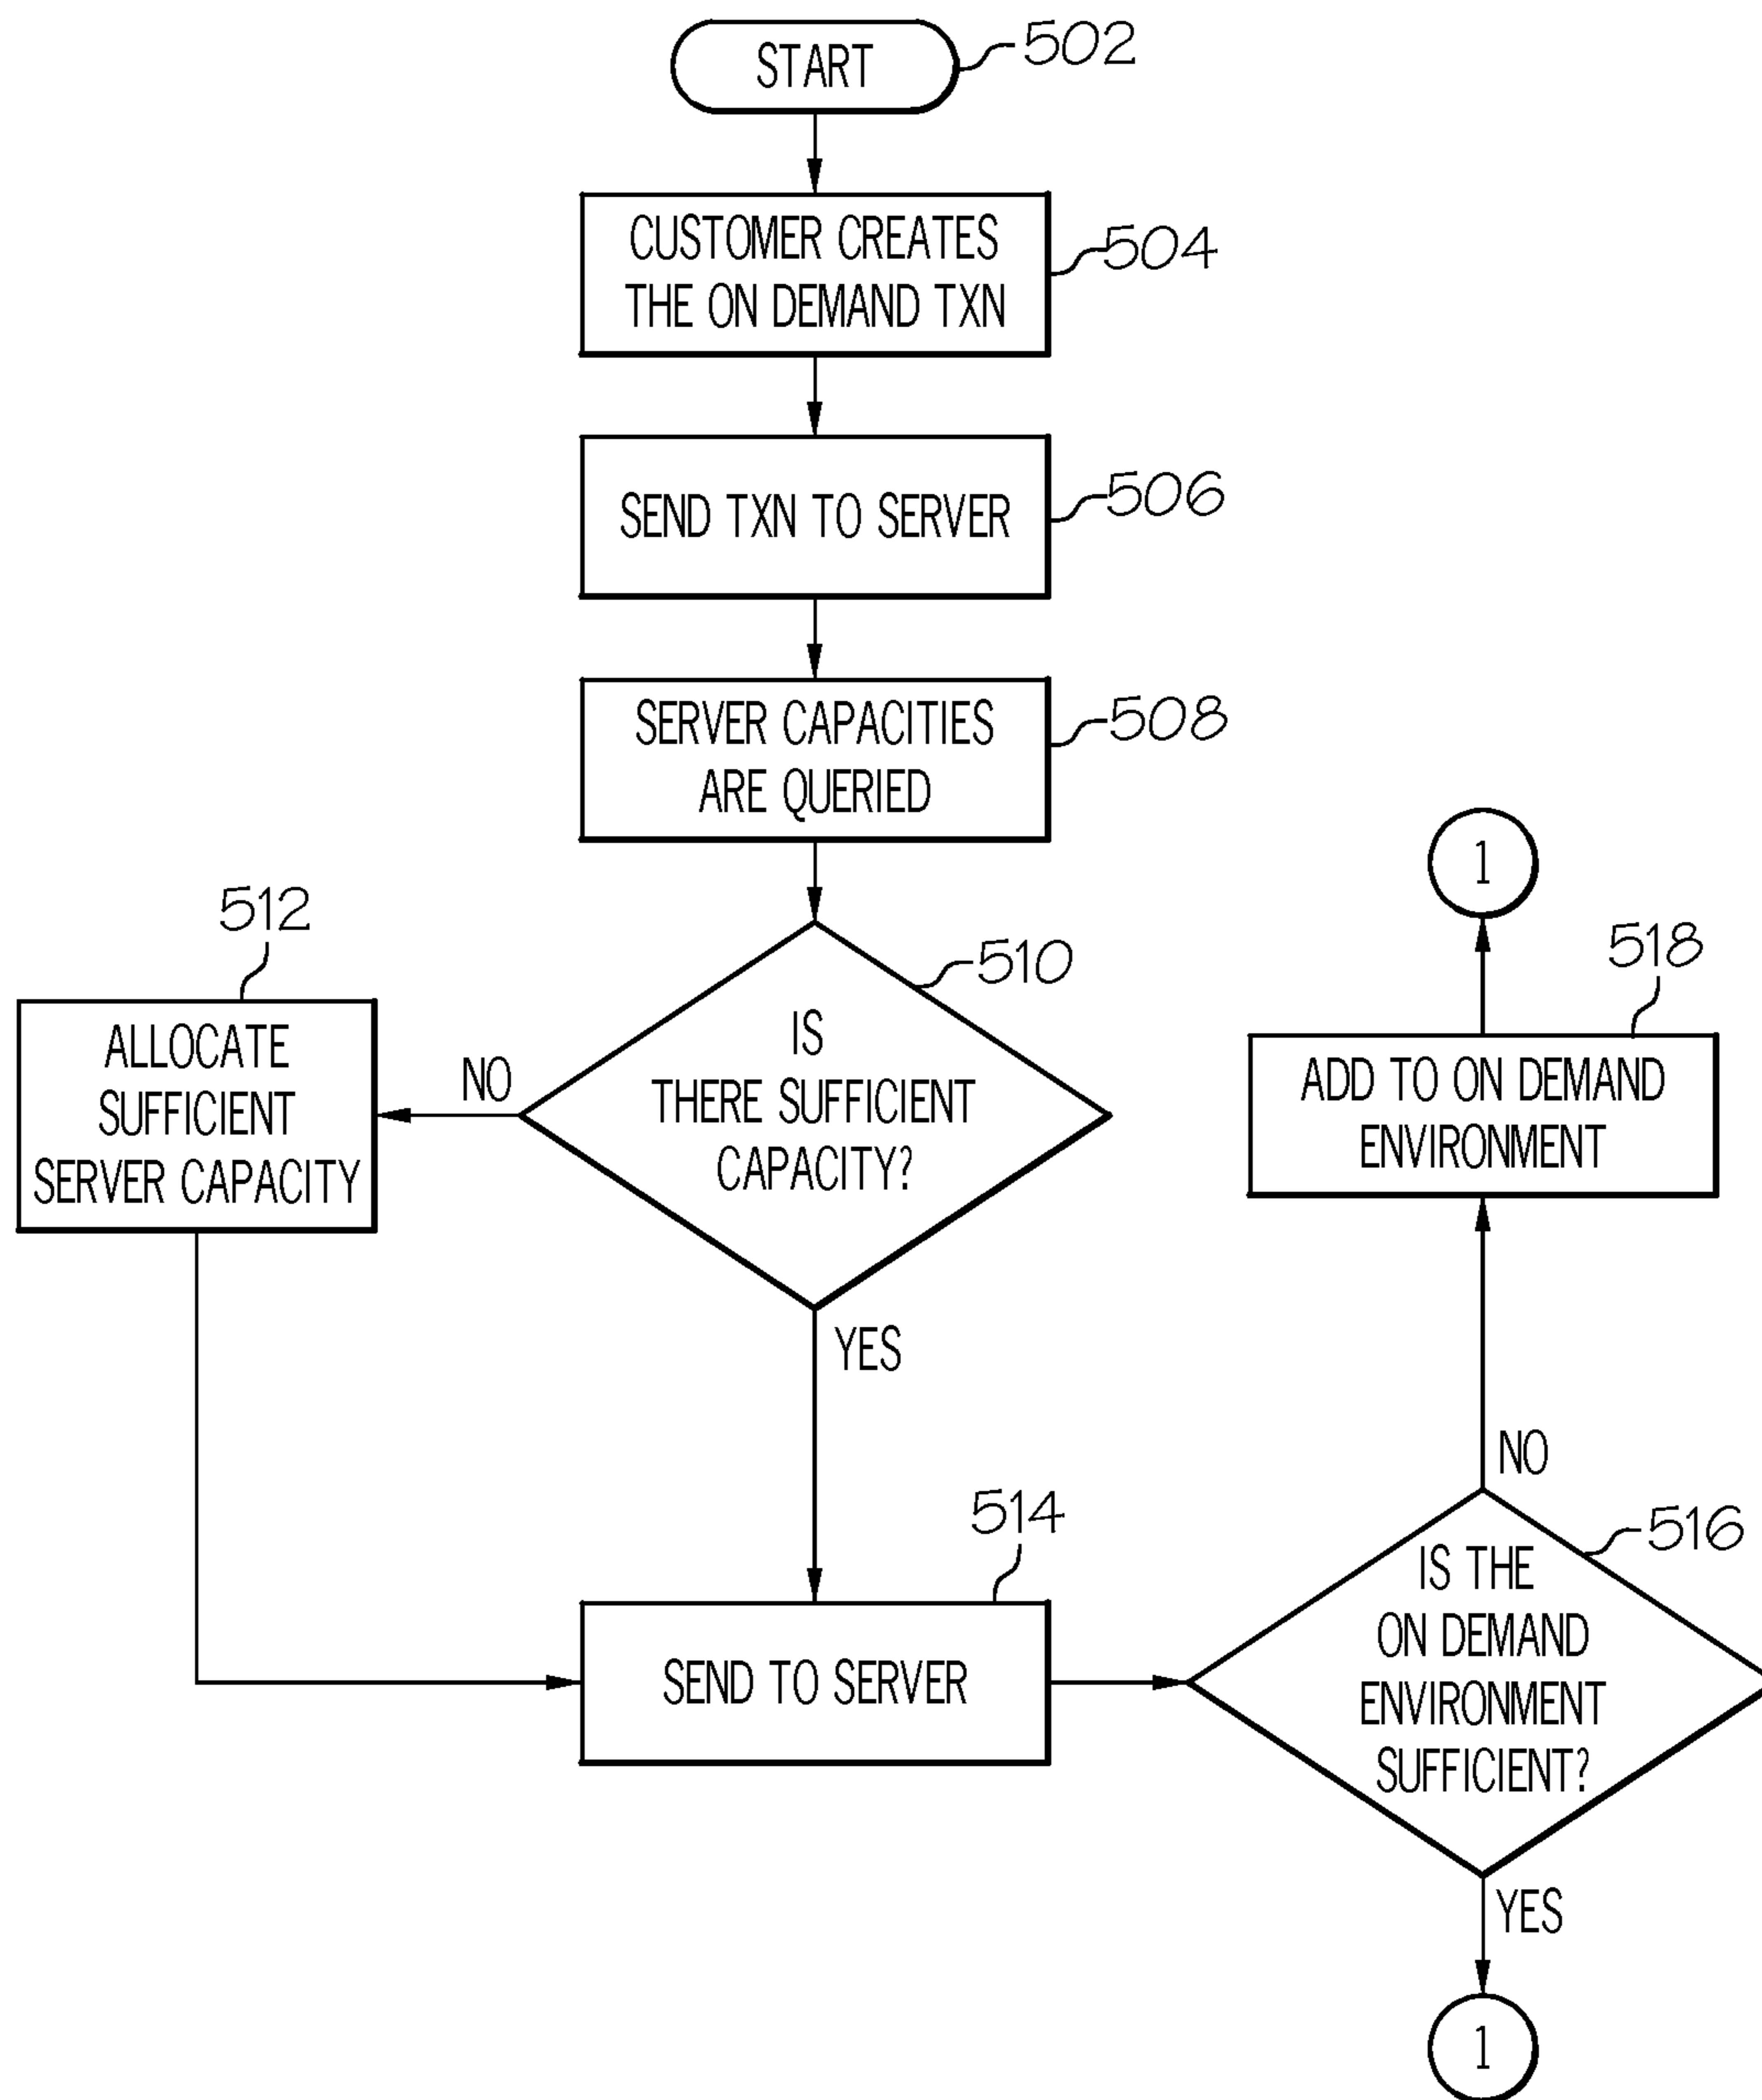 START
502
CUSTOMER CREATES
THE ON DEMAND TXN
504
SEND TXN TO SERVER
506
SERVER CAPACITIES
ARE QUERIED
508
IS
THERE SUFFICIENT
CAPACITY?
510
NO
512
ALLOCATE
SUFFICIENT
SERVER CAPACITY
YES
514
SEND TO SERVER
516
IS THE
ON DEMAND
ENVIRONMENT
SUFFICIENT?
NO
518
ADD TO ON DEMAND
ENVIRONMENT
1
YES
1